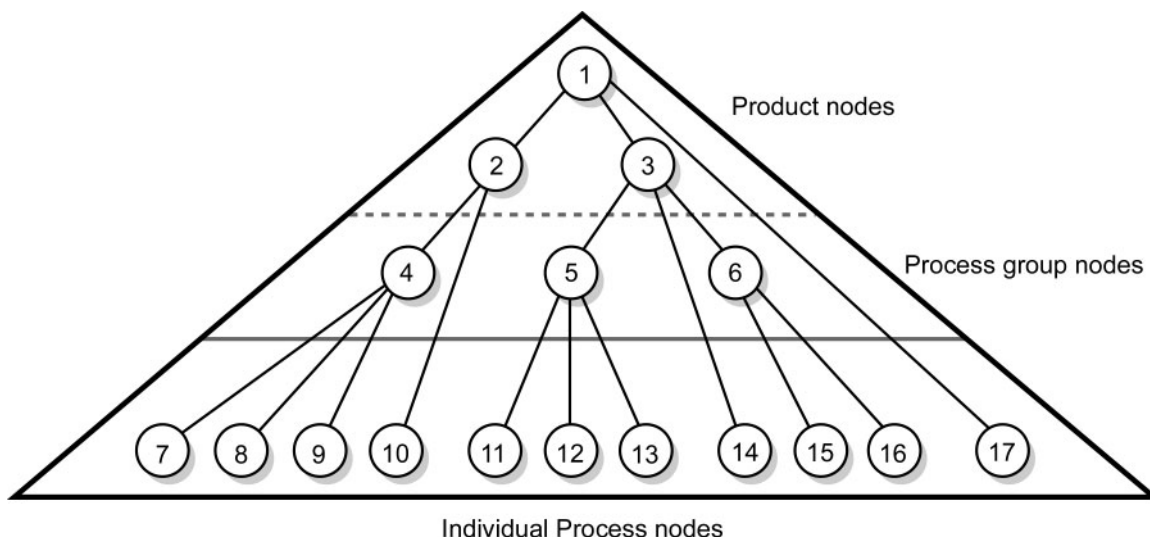 1
Product nodes
2 3
Process group nodes
4 5 6
7 8 9 10 11 12 13 14 15 16 17
Individual Process nodes